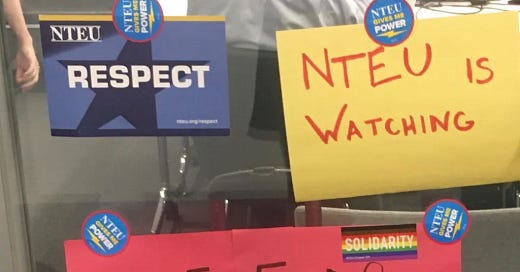 NTEU
GIVES ME
POWER
NTEU
RESPECT
nteu.org/respect
NTEU
GIVES ME
POWER
NTEU IS
WATCHING
NTEU
GIVES ME
POWER
SOLIDARITY
NTEU
GIVES ME
POWER